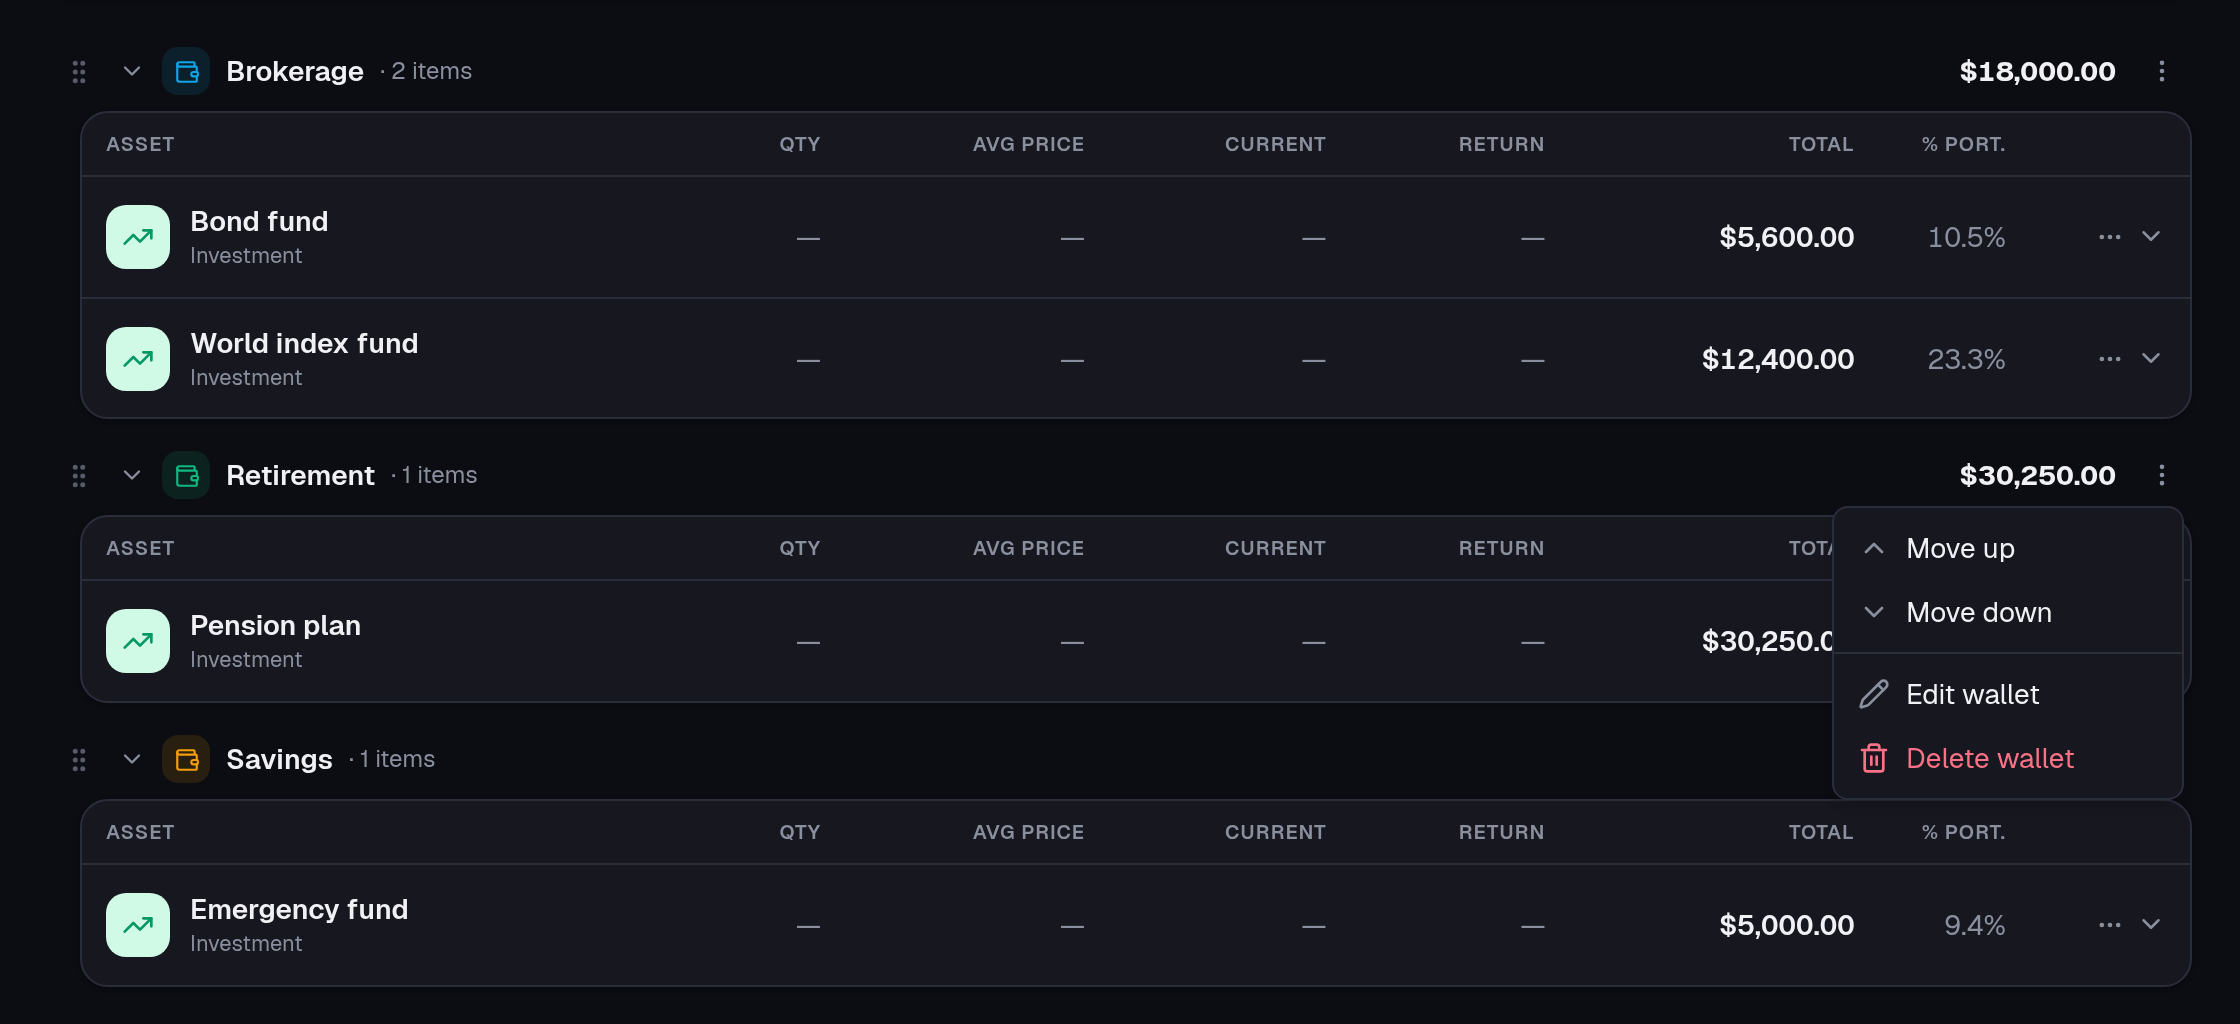 Brokerage · 2 items $18,000.00
ASSET QTY AVG PRICE CURRENT RETURN TOTAL % PORT.
Bond fund
Investment
— — — — $5,600.00 10.5%
World index fund
Investment
— — — — $12,400.00 23.3%
Retirement · 1 items $30,250.00
ASSET QTY AVG PRICE CURRENT RETURN
Pension plan
Investment
— — — — $30,250.0
Move up
Move down
Edit wallet
Delete wallet
Savings · 1 items
ASSET QTY AVG PRICE CURRENT RETURN TOTAL % PORT.
Emergency fund
Investment
— — — — $5,000.00 9.4%